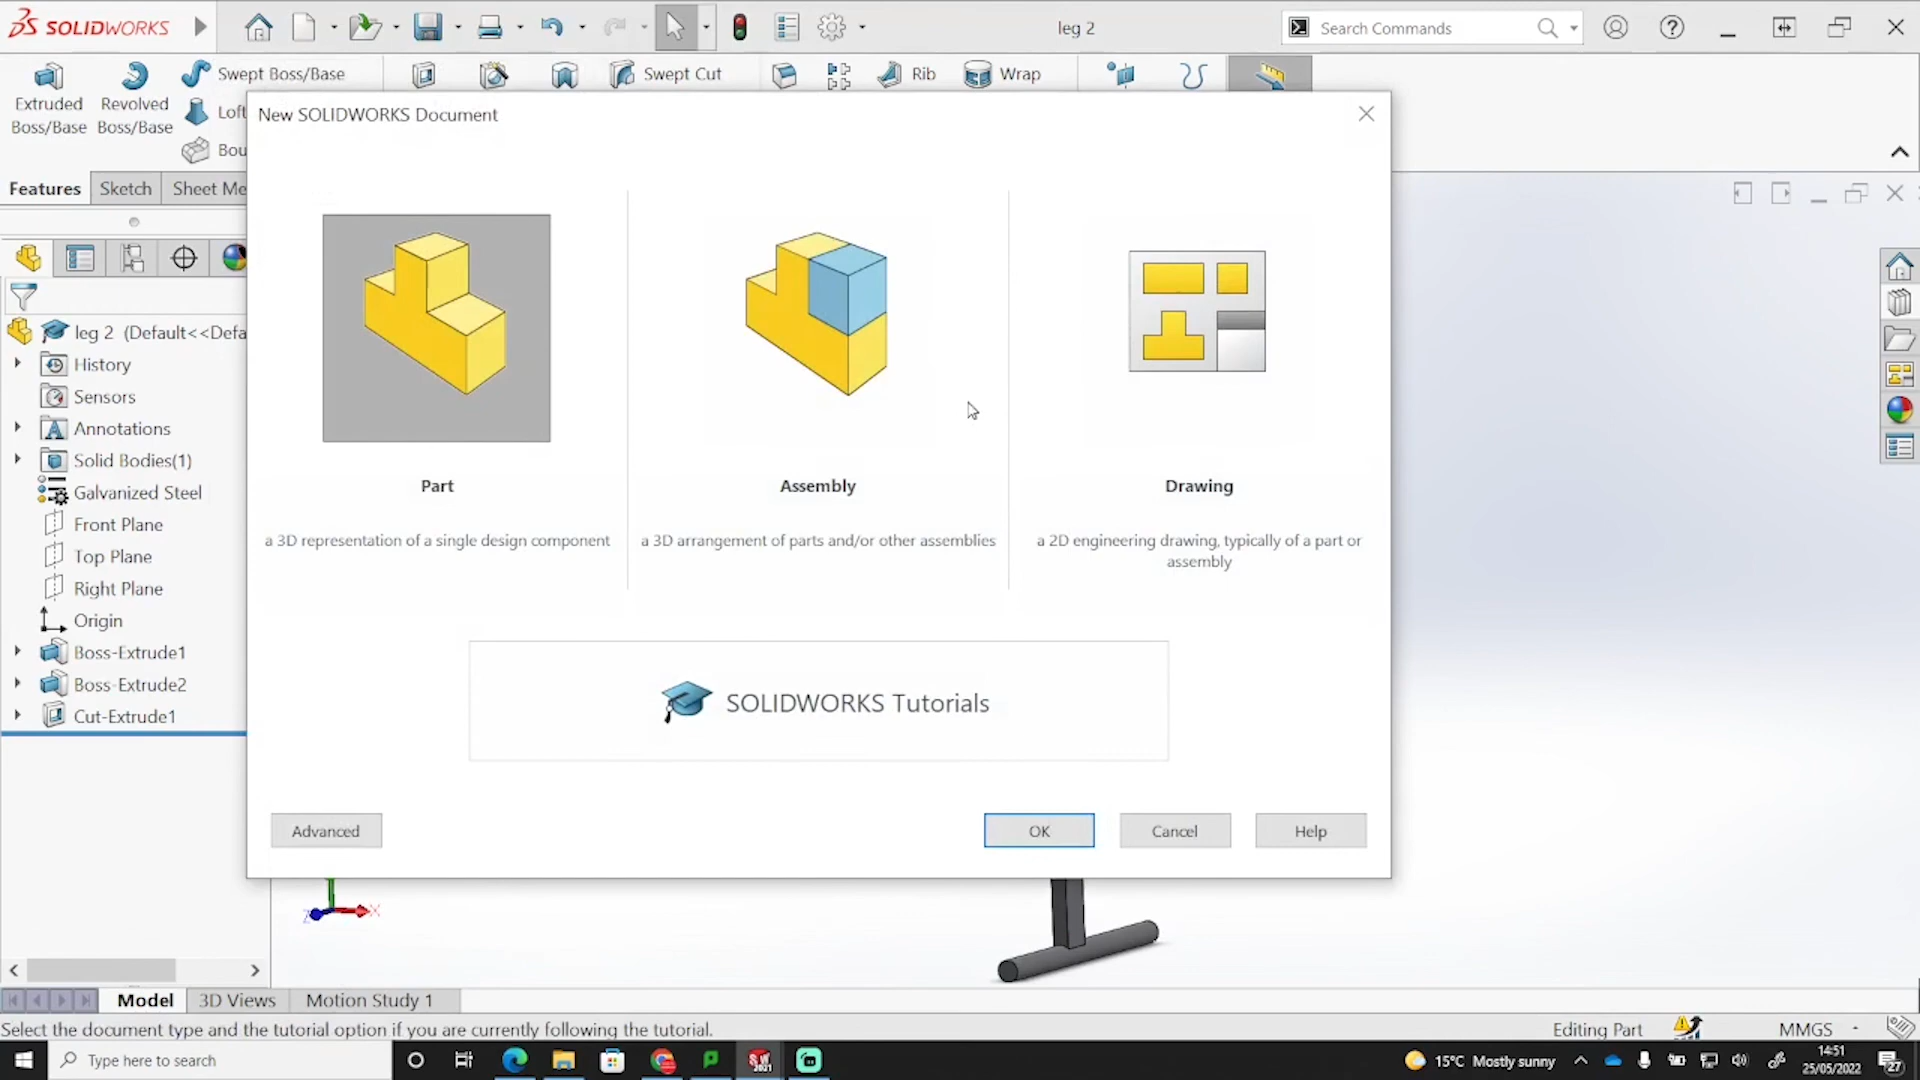 SOLIDWORKS
leg 2
Search Commands
Extruded Boss/Base
Revolved Boss/Base
Swept Boss/Base
Loft
Bou
Swept Cut
Rib
Wrap
Features
Sketch
Sheet Me
New SOLIDWORKS Document
leg 2 (Default<<Defa
History
Sensors
Annotations
Solid Bodies(1)
Galvanized Steel
Front Plane
Top Plane
Right Plane
Origin
Boss-Extrude1
Boss-Extrude2
Cut-Extrude1
Part
a 3D representation of a single design component
Assembly
a 3D arrangement of parts and/or other assemblies
Drawing
a 2D engineering drawing, typically of a part or
assembly
SOLIDWORKS Tutorials
Advanced
OK
Cancel
Help
Model
3D Views
Motion Study 1
Select the document type and the tutorial option if you are currently following the tutorial.
Editing Part
MMGS
Type here to search
15°C Mostly sunny
14:51
25/05/2022
27